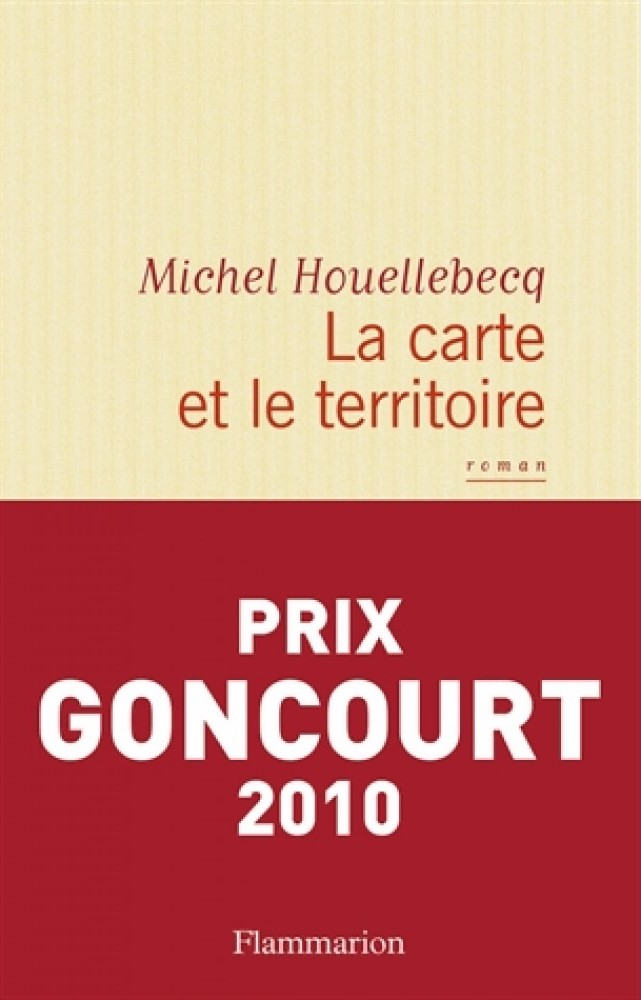 Michel Houellebecq
La carte
et le territoire
roman
PRIX
GONCOURT
2010
Flammarion